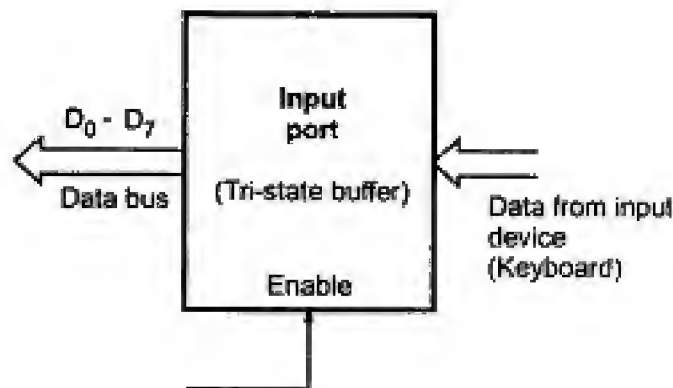 Input
port
D₀ - D₇
(Tri-state buffer)
Data bus
Data from input
device
(Keyboard)
Enable